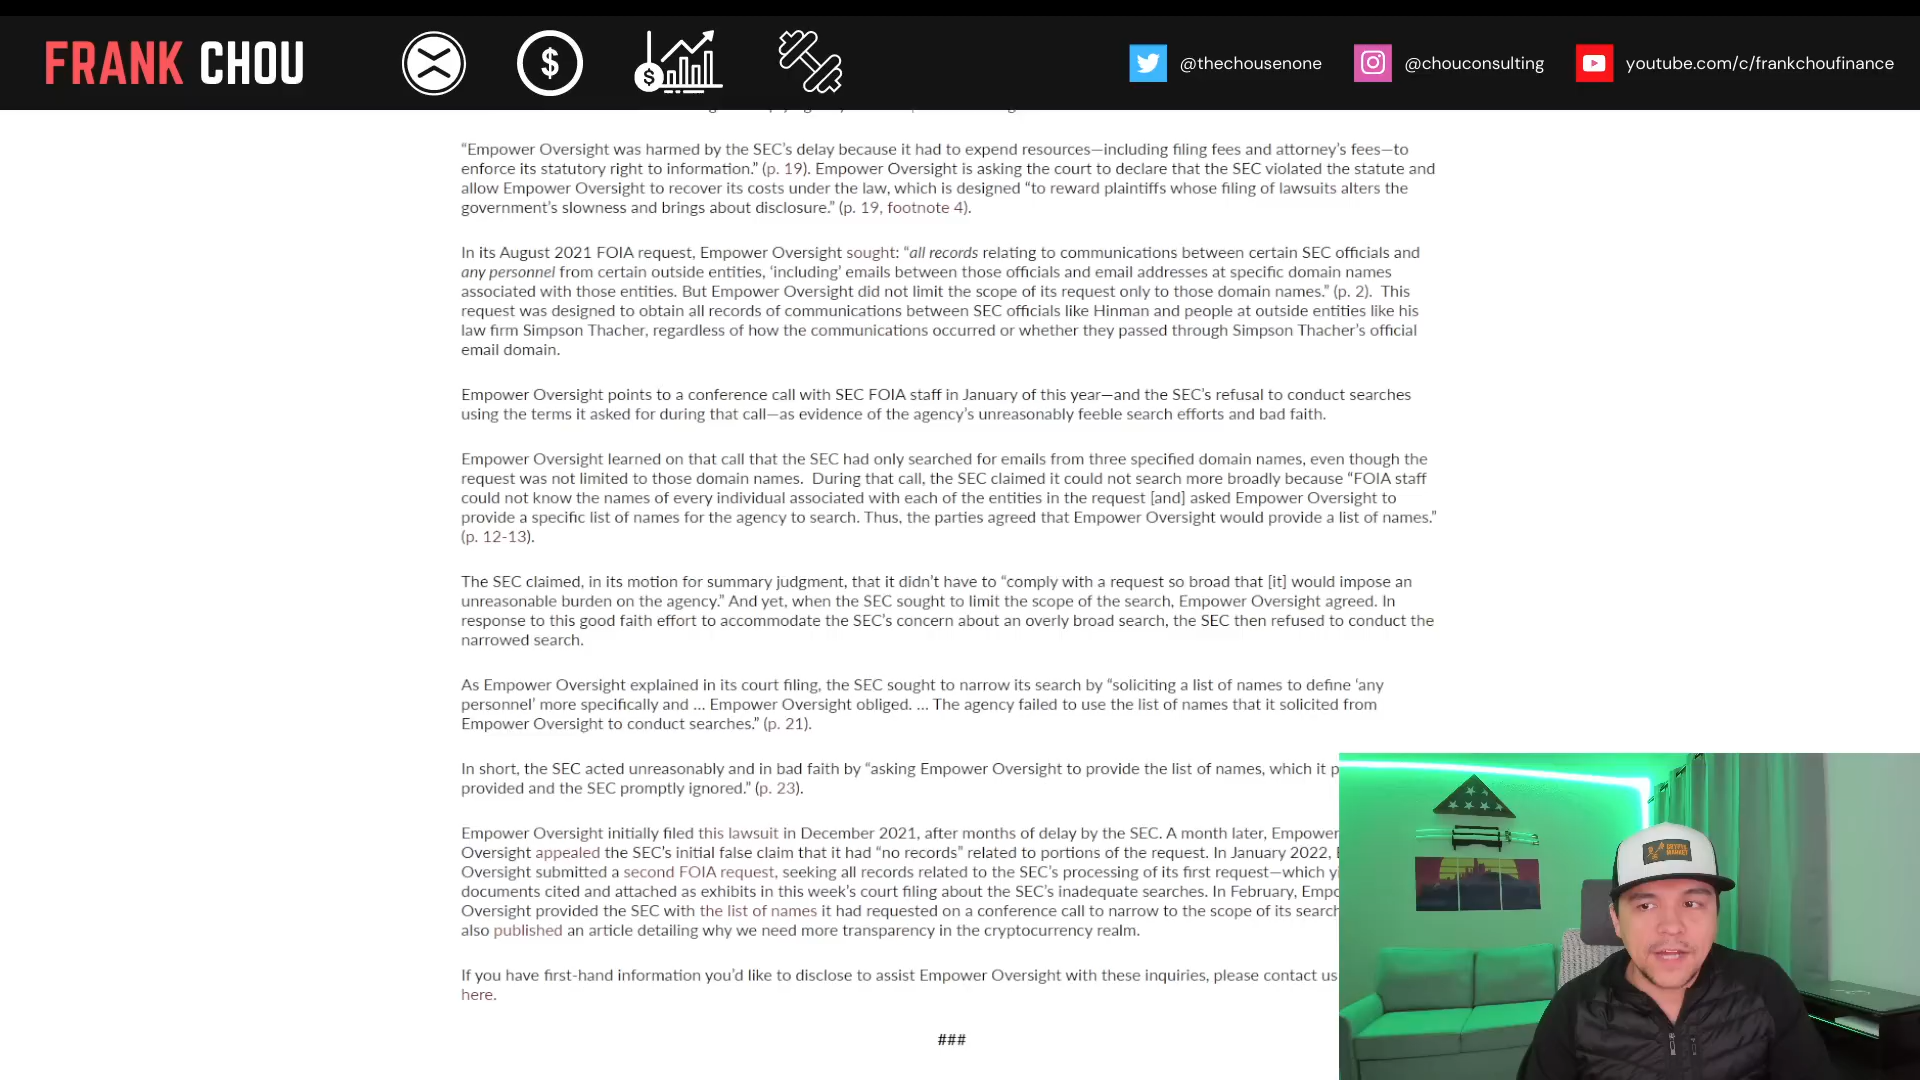 FRANK CHOU
@thechousenone
@chouconsulting
youtube.com/c/frankchoufinance
“Empower Oversight was harmed by the SEC’s delay because it had to expend resources—including filing fees and attorney’s fees—to
enforce its statutory right to information.” (p. 19). Empower Oversight is asking the court to declare that the SEC violated the statute and
allow Empower Oversight to recover its costs under the law, which is designed “to reward plaintiffs whose filing of lawsuits alters the
government’s slowness and brings about disclosure.” (p. 19, footnote 4).
In its August 2021 FOIA request, Empower Oversight sought: “all records relating to communications between certain SEC officials and
any personnel from certain outside entities, ‘including’ emails between those officials and email addresses at specific domain names
associated with those entities. But Empower Oversight did not limit the scope of its request only to those domain names.” (p. 2). This
request was designed to obtain all records of communications between SEC officials like Hinman and people at outside entities like his
law firm Simpson Thacher, regardless of how the communications occurred or whether they passed through Simpson Thacher’s official
email domain.
Empower Oversight points to a conference call with SEC FOIA staff in January of this year—and the SEC’s refusal to conduct searches
using the terms it asked for during that call—as evidence of the agency’s unreasonably feeble search efforts and bad faith.
Empower Oversight learned on that call that the SEC had only searched for emails from three specified domain names, even though the
request was not limited to those domain names. During that call, the SEC claimed it could not search more broadly because “FOIA staff
could not know the names of every individual associated with each of the entities in the request [and] asked Empower Oversight to
provide a specific list of names for the agency to search. Thus, the parties agreed that Empower Oversight would provide a list of names.”
(p. 12-13).
The SEC claimed, in its motion for summary judgment, that it didn’t have to “comply with a request so broad that [it] would impose an
unreasonable burden on the agency.” And yet, when the SEC sought to limit the scope of the search, Empower Oversight agreed. In
response to this good faith effort to accommodate the SEC’s concern about an overly broad search, the SEC then refused to conduct the
narrowed search.
As Empower Oversight explained in its court filing, the SEC sought to narrow its search by “soliciting a list of names to define ‘any
personnel’ more specifically and … Empower Oversight obliged. … The agency failed to use the list of names that it solicited from
Empower Oversight to conduct searches.” (p. 21).
In short, the SEC acted unreasonably and in bad faith by “asking Empower Oversight to provide the list of names, which it
provided and the SEC promptly ignored.” (p. 23).
Empower Oversight initially filed this lawsuit in December 2021, after months of delay by the SEC. A month later, Empower
Oversight appealed the SEC’s initial false claim that it had “no records” related to portions of the request. In January 2022,
Oversight submitted a second FOIA request, seeking all records related to the SEC’s processing of its first request—which
documents cited and attached as exhibits in this week’s court filing about the SEC’s inadequate searches. In February,
Oversight provided the SEC with the list of names it had requested on a conference call to narrow to the scope of its search
also published an article detailing why we need more transparency in the cryptocurrency realm.
If you have first-hand information you’d like to disclose to assist Empower Oversight with these inquiries, please contact us
here.
###